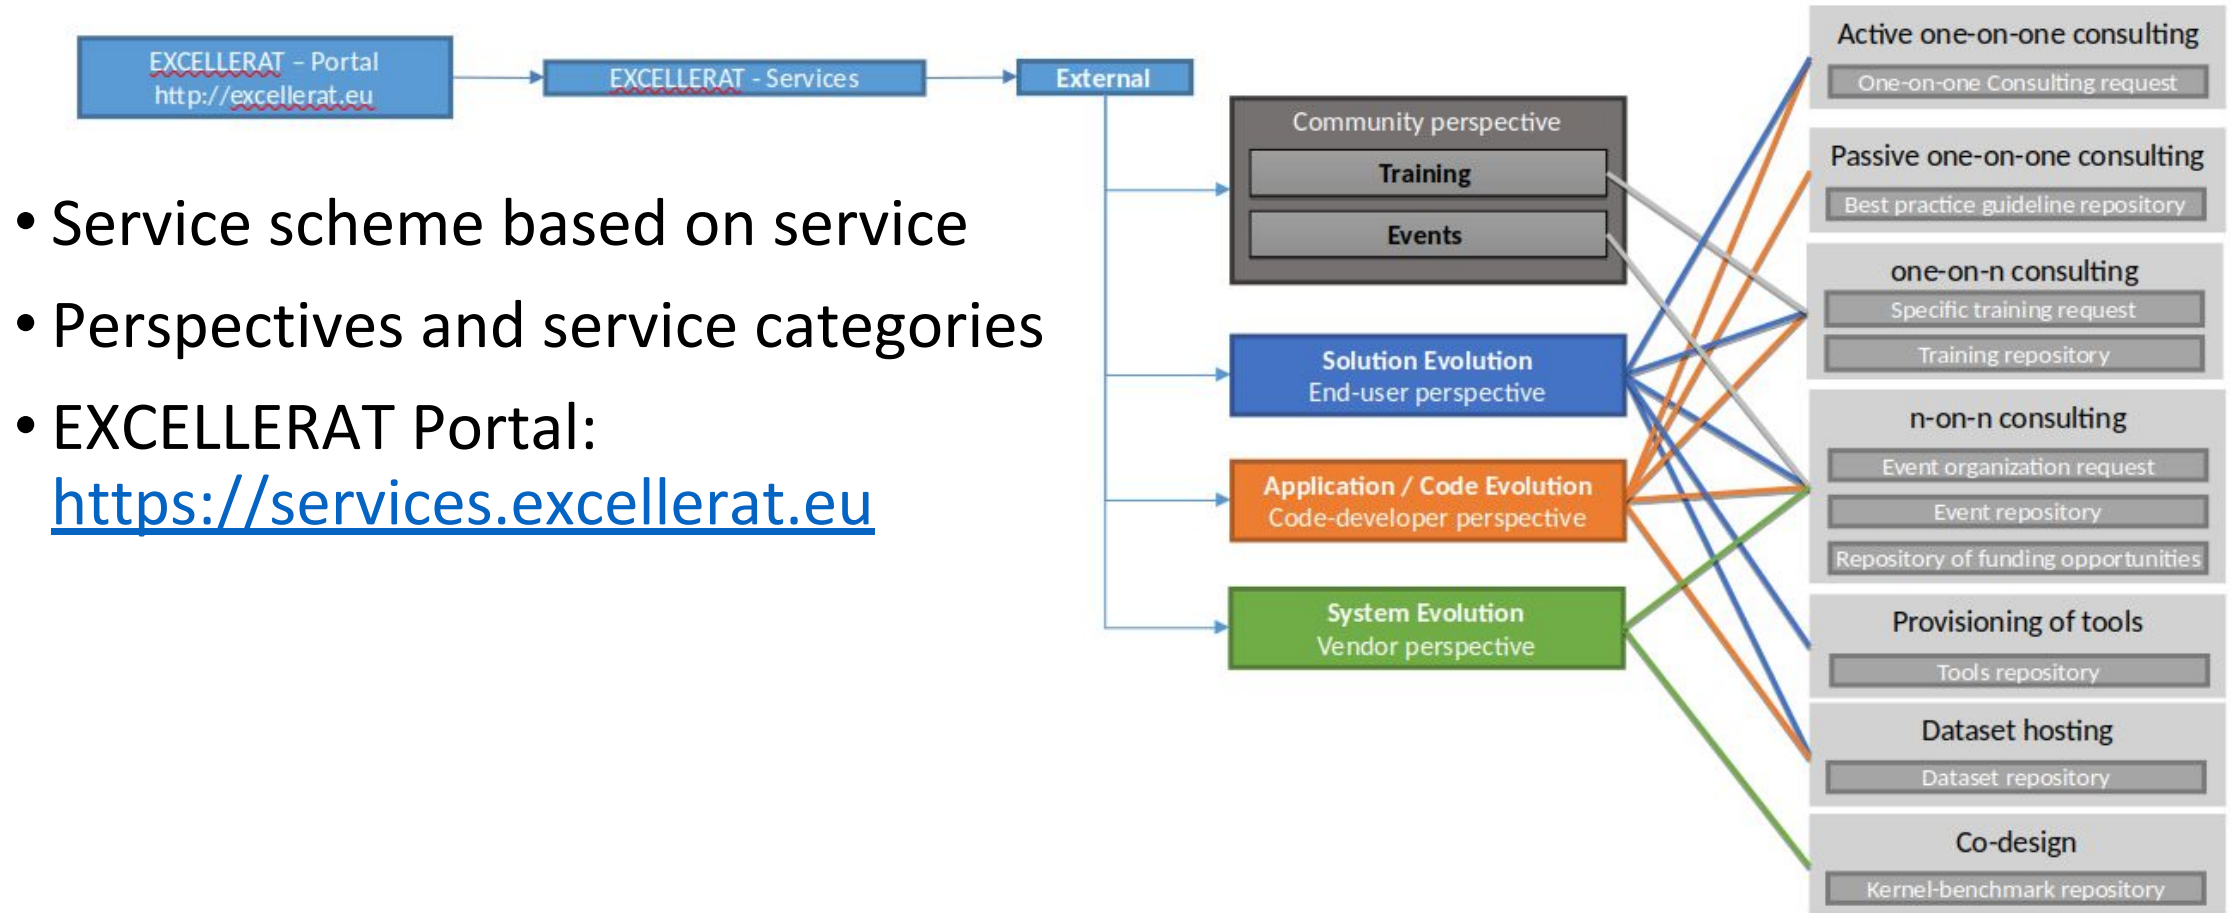 EXCELLERAT – Portal
http://excellerat.eu
EXCELLERAT - Services
External
• Service scheme based on service
• Perspectives and service categories
• EXCELLERAT Portal:
https://services.excellerat.eu
Community perspective
Training
Events
Solution Evolution
End-user perspective
Application / Code Evolution
Code-developer perspective
System Evolution
Vendor perspective
Active one-on-one consulting
One-on-one Consulting request
Passive one-on-one consulting
Best practice guideline repository
one-on-n consulting
Specific training request
Training repository
n-on-n consulting
Event organization request
Event repository
Repository of funding opportunities
Provisioning of tools
Tools repository
Dataset hosting
Dataset repository
Co-design
Kernel-benchmark repository